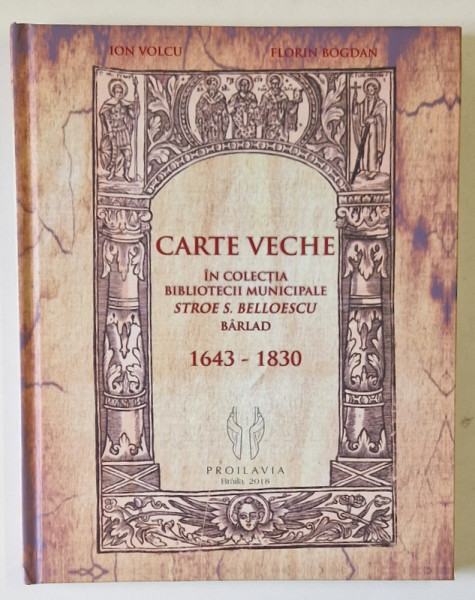 ION VOLCU FLORIN BOGDAN
CARTE VECHE
ÎN COLECȚIA
BIBLIOTECII MUNICIPALE
STROE S. BELLOESCU
BÂRLAD
1643 - 1830
PROILAVIA
Brăila, 2018